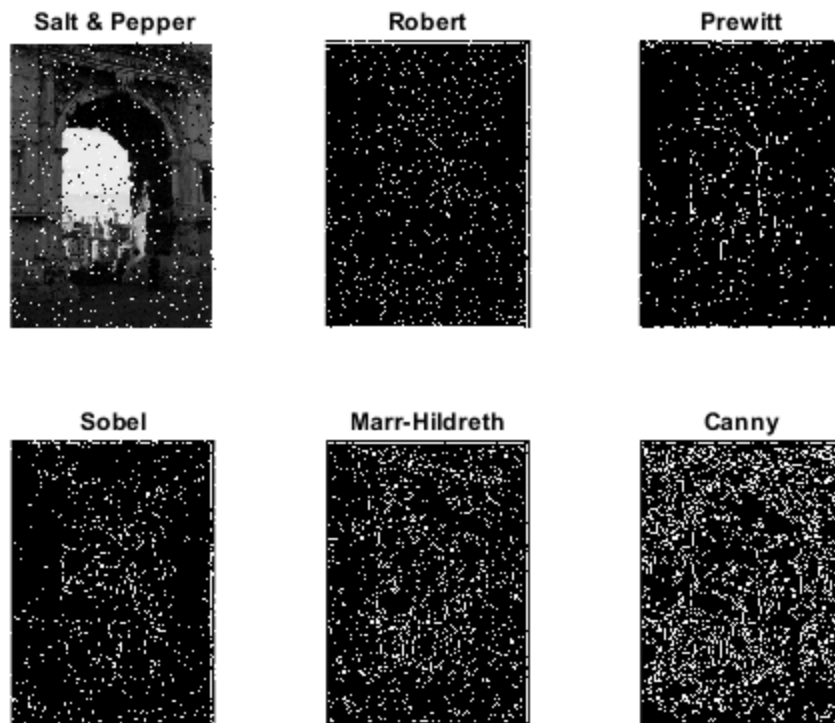 Salt & Pepper
Robert
Prewitt
Sobel
Marr-Hildreth
Canny